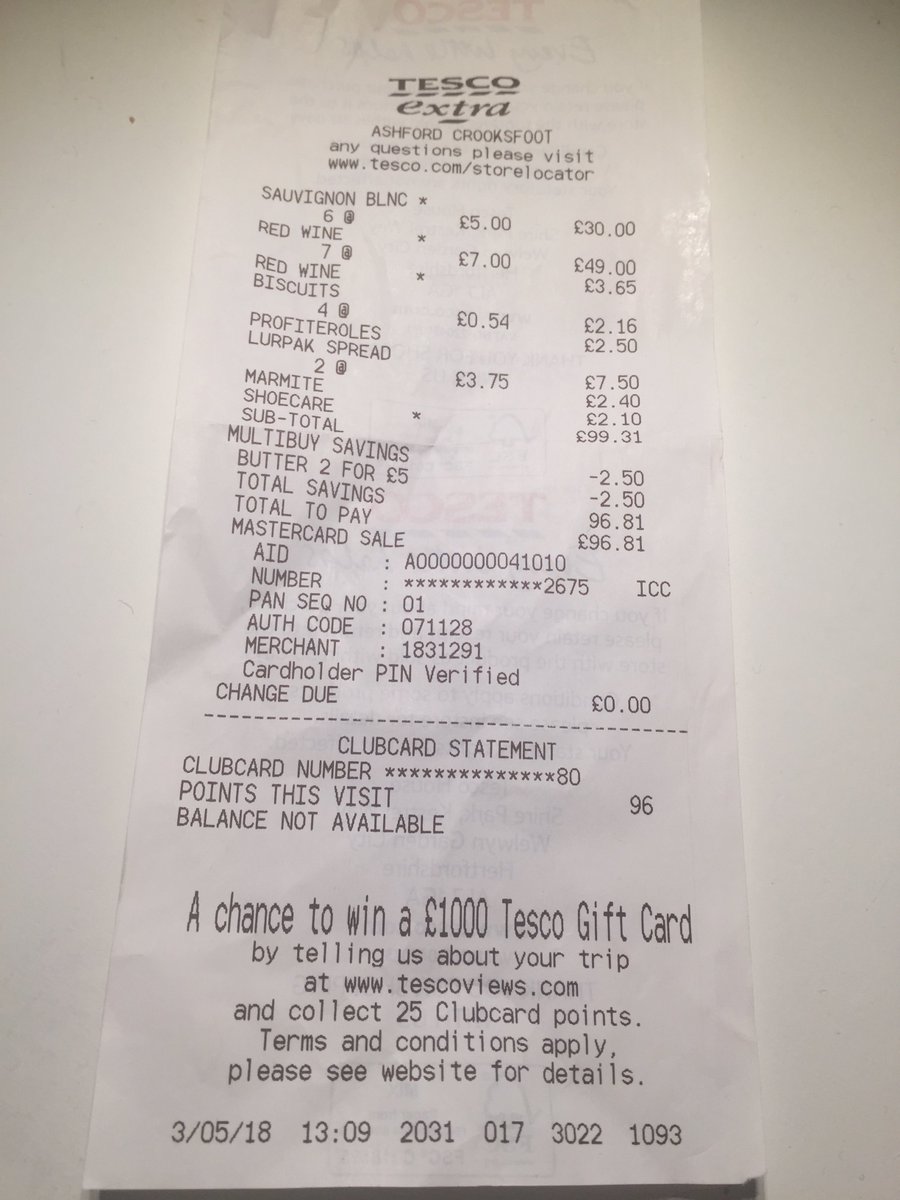 TESCO
extra
ASHFORD CROOKSFOOT
any questions please visit
www.tesco.com/storelocator
SAUVIGNON BLNC *
6 @ £5.00 £30.00
RED WINE *
7 @ £7.00 £49.00
RED WINE * £3.65
BISCUITS
4 @ £0.54 £2.16
PROFITEROLES £2.50
LURPAK SPREAD
2 @ £3.75 £7.50
MARMITE £2.40
SHOECARE * £2.10
SUB-TOTAL £99.31
MULTIBUY SAVINGS
BUTTER 2 FOR £5 -2.50
TOTAL SAVINGS -2.50
TOTAL TO PAY 96.81
MASTERCARD SALE £96.81
AID : A0000000041010
NUMBER : ************2675 ICC
PAN SEQ NO : 01
AUTH CODE : 071128
MERCHANT : 1831291
Cardholder PIN Verified
CHANGE DUE £0.00
CLUBCARD STATEMENT
CLUBCARD NUMBER **************80
POINTS THIS VISIT 96
BALANCE NOT AVAILABLE
A chance to win a £1000 Tesco Gift Card
by telling us about your trip
at www.tescoviews.com
and collect 25 Clubcard points.
Terms and conditions apply,
please see website for details.
3/05/18 13:09 2031 017 3022 1093